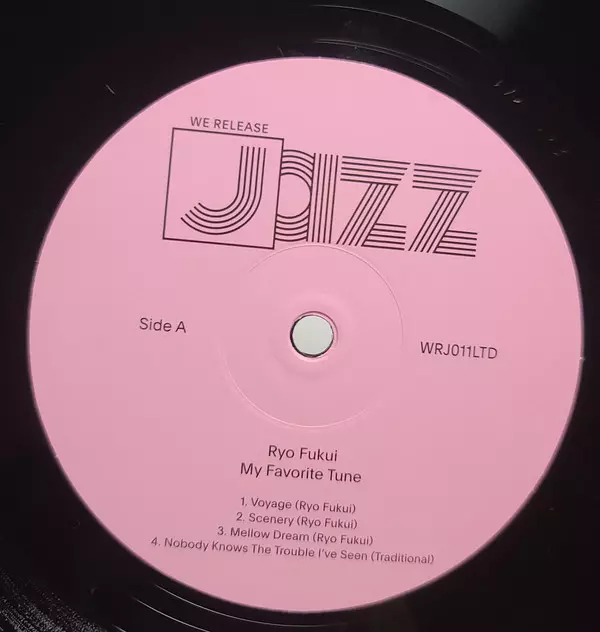 WE RELEASE
Jazz
Side A
WRJ011LTD
Ryo Fukui
My Favorite Tune
1. Voyage (Ryo Fukui)
2. Scenery (Ryo Fukui)
3. Mellow Dream (Ryo Fukui)
4. Nobody Knows The Trouble I've Seen (Traditional)